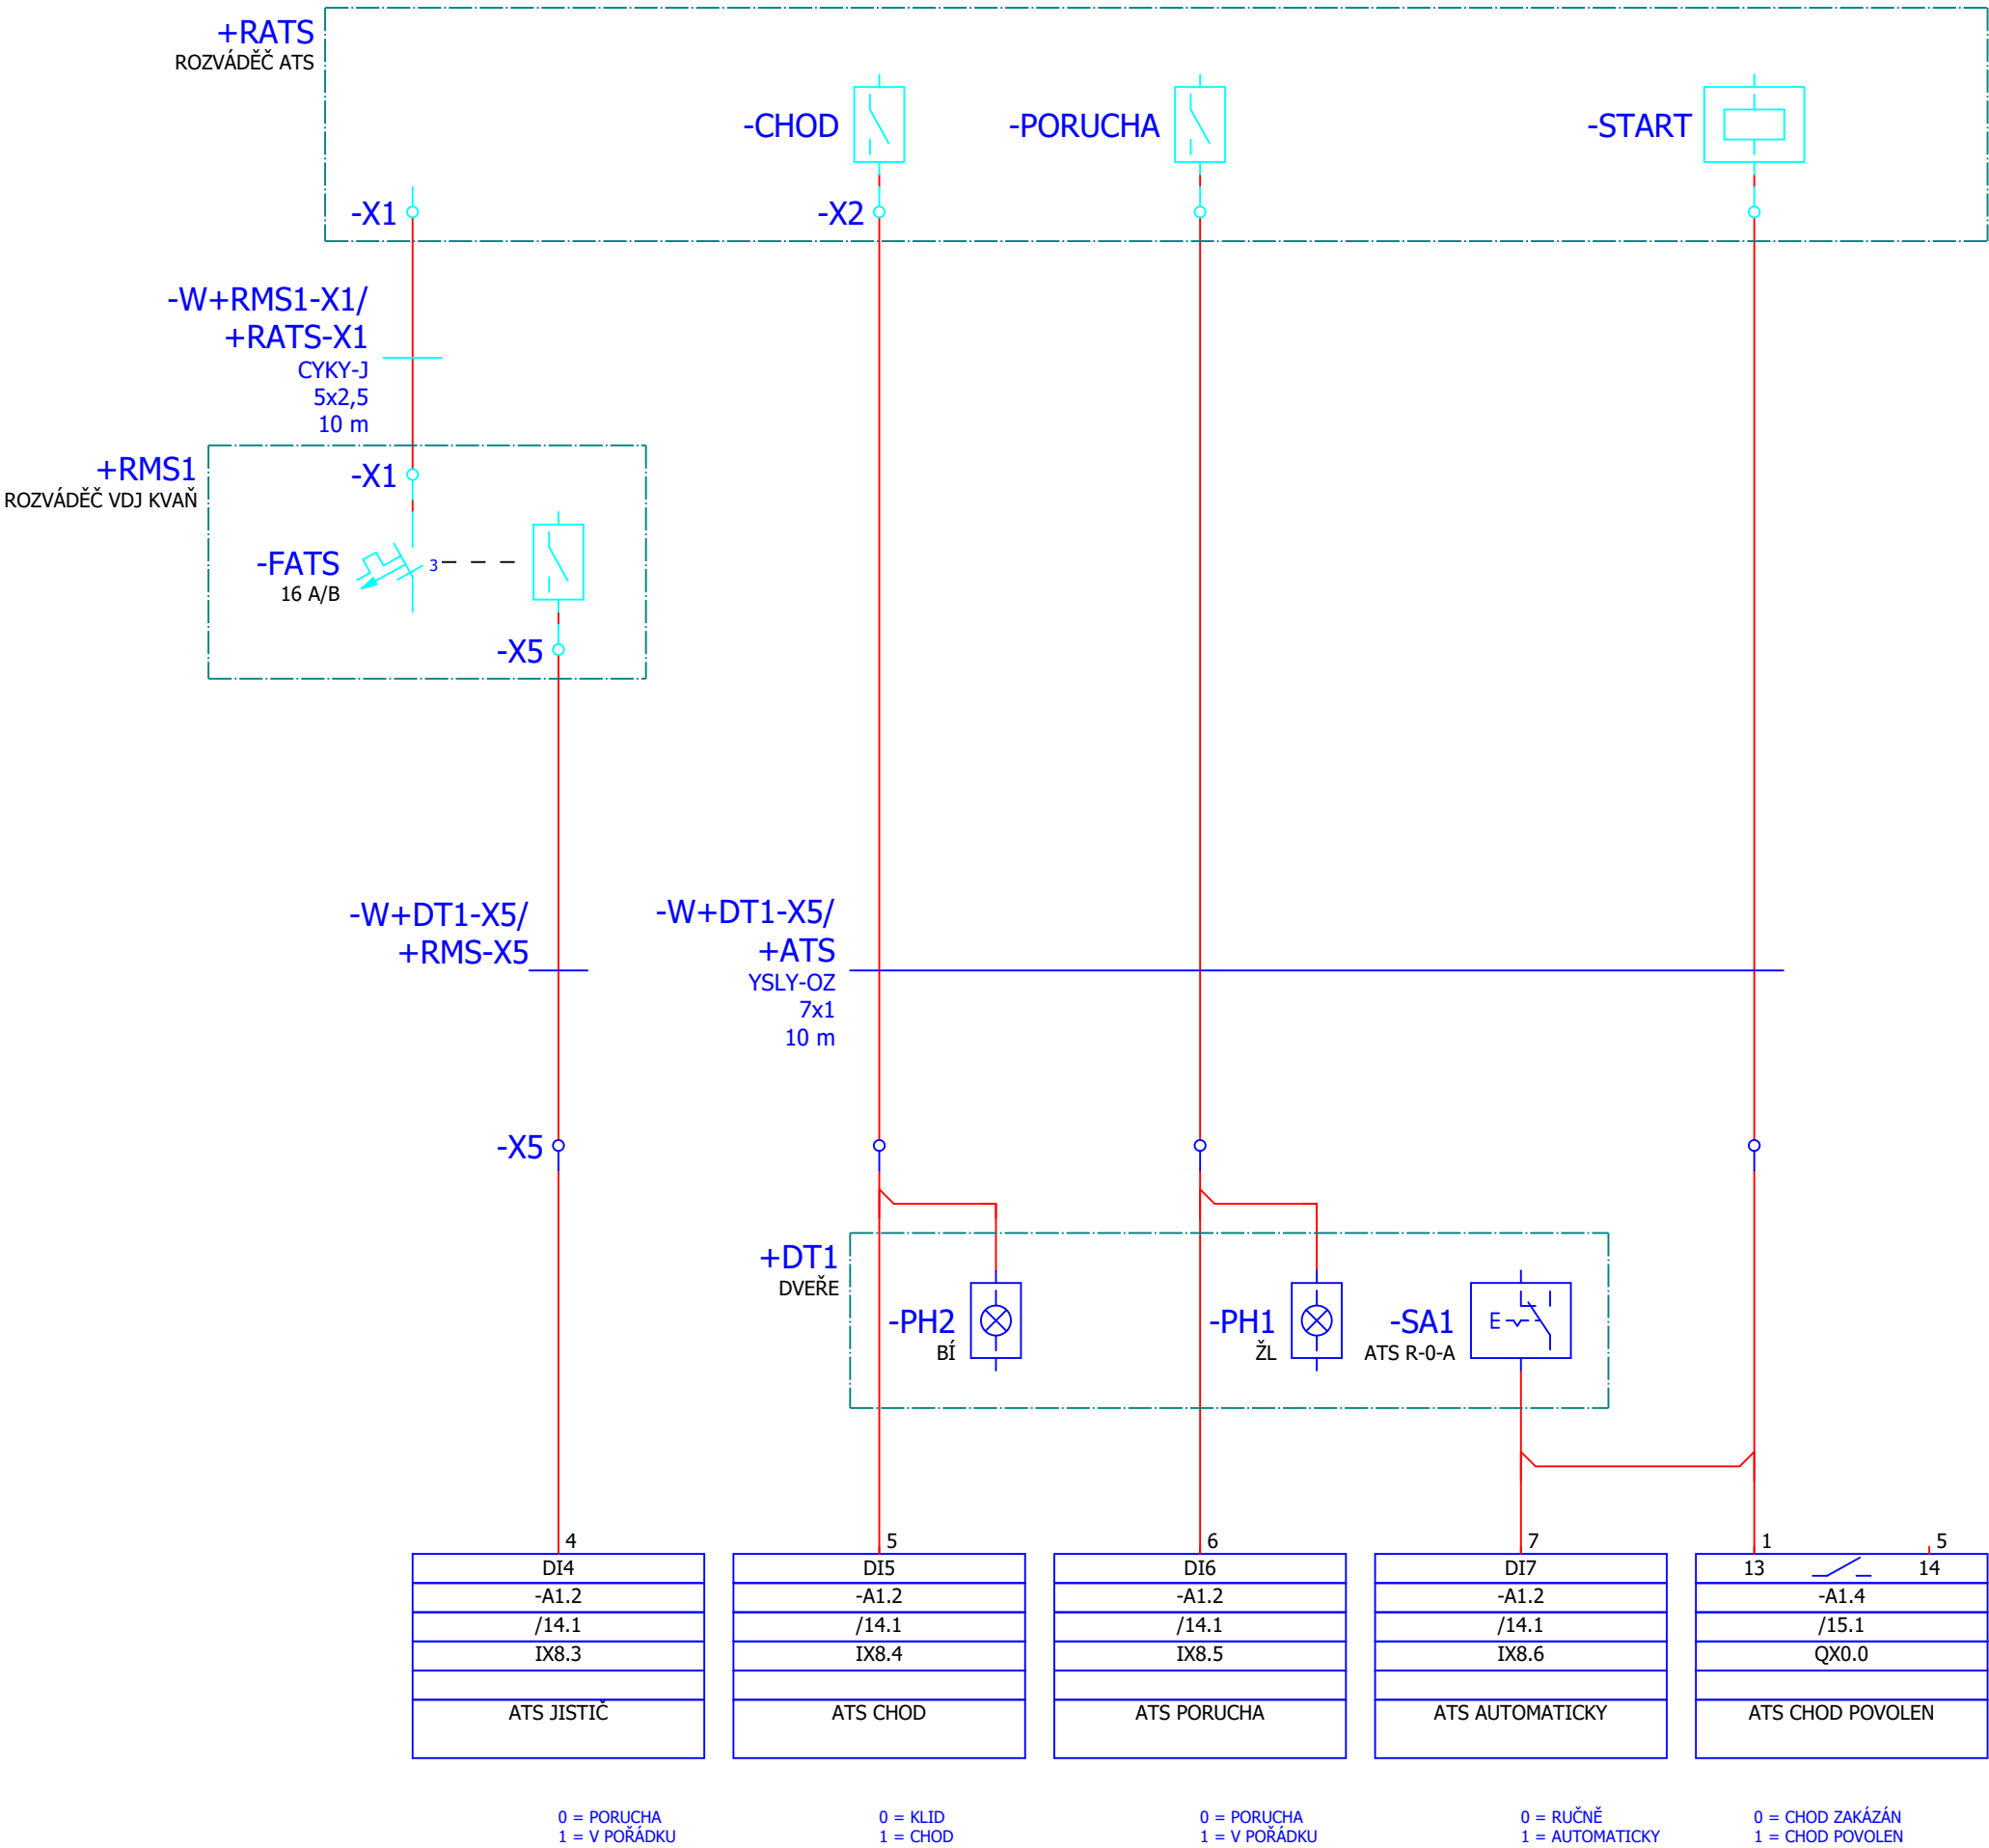 +RATS
ROZVÁDĚČ ATS
-CHOD
-PORUCHA
-START
-X1
-X2
-W+RMS1-X1/
+RATS-X1
CYKY-J
5x2,5
10 m
+RMS1
ROZVÁDĚČ VDJ KVAŇ
-X1
-FATS
16 A/B
3
-X5
-W+DT1-X5/
+RMS-X5
-W+DT1-X5/
+ATS
YSLY-OZ
7x1
10 m
-X5
+DT1
DVEŘE
-PH2
BÍ
-PH1
ŽL
-SA1
ATS R-0-A
E
4
DI4
-A1.2
/14.1
IX8.3
ATS JISTIČ
0 = PORUCHA
1 = V POŘÁDKU
5
DI5
-A1.2
/14.1
IX8.4
ATS CHOD
0 = KLID
1 = CHOD
6
DI6
-A1.2
/14.1
IX8.5
ATS PORUCHA
0 = PORUCHA
1 = V POŘÁDKU
7
DI7
-A1.2
/14.1
IX8.6
ATS AUTOMATICKY
0 = RUČNĚ
1 = AUTOMATICKY
1 5
13 14
-A1.4
/15.1
QX0.0
ATS CHOD POVOLEN
0 = CHOD ZAKÁZÁN
1 = CHOD POVOLEN